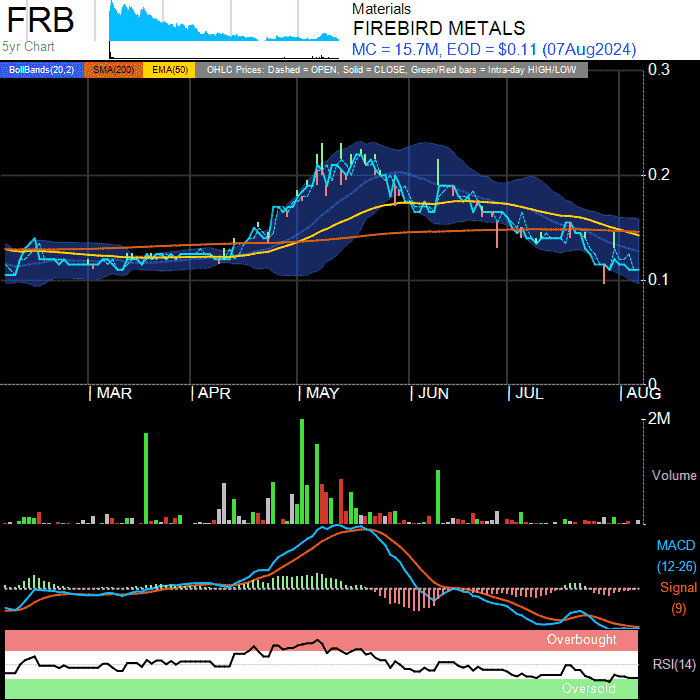 FRB
5yr Chart
Materials
FIREBIRD METALS
MC = 15.7M, EOD = $0.11 (07Aug2024)
BollBands(20,2) SMA(200) EMA(50) OHLC Prices: Dashed = OPEN, Solid = CLOSE, Green/Red bars = Intra-day HIGH/LOW
0.3
0.2
0.1
0
MAR APR MAY JUN JUL AUG
2M
Volume
MACD
(12-26)
Signal
(9)
Overbought
RSI(14)
Oversold